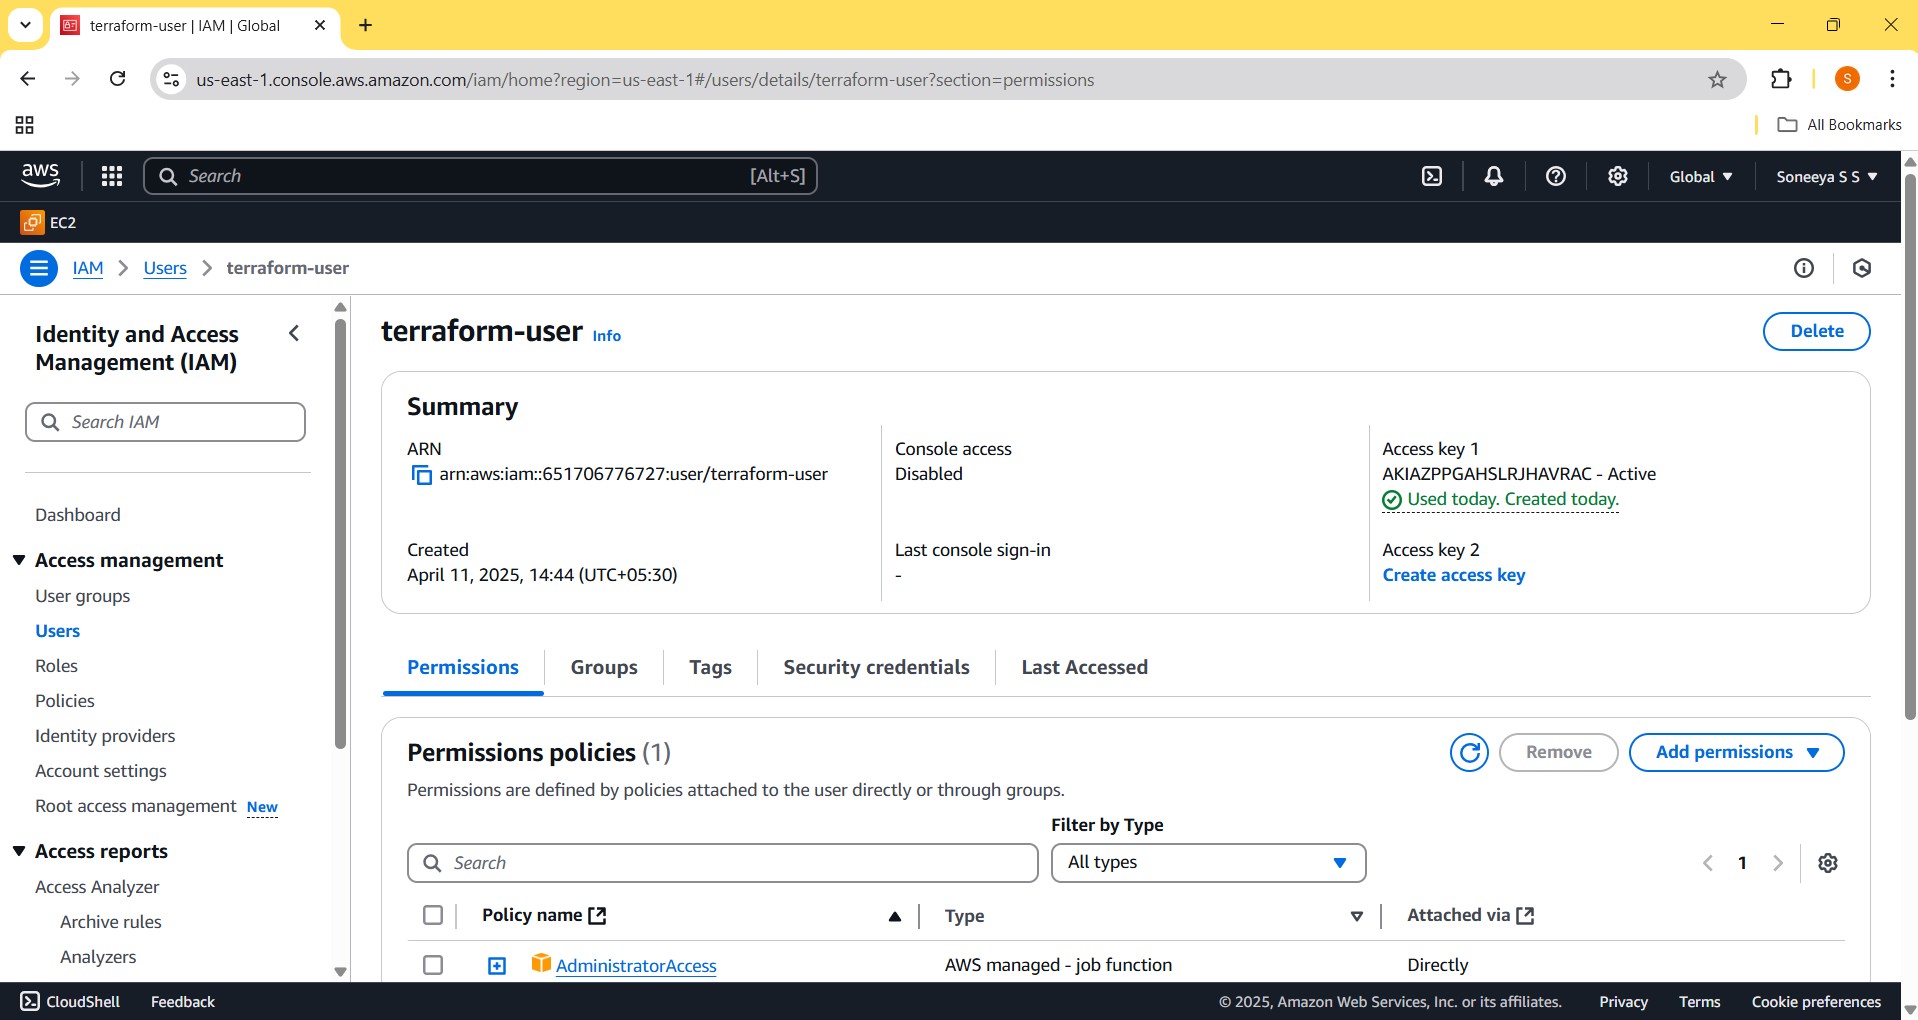 terraform-user | IAM | Global
us-east-1.console.aws.amazon.com/iam/home?region=us-east-1#/users/details/terraform-user?section=permissions
S
All Bookmarks
aws
Search
[Alt+S]
Global
Soneeya S S
EC2
IAM
Users
terraform-user
Identity and Access
Management (IAM)
Search IAM
Dashboard
Access management
User groups
Users
Roles
Policies
Identity providers
Account settings
Root access management New
Access reports
Access Analyzer
Archive rules
Analyzers
terraform-user Info
Delete
Summary
ARN
arn:aws:iam::651706776727:user/terraform-user
Console access
Disabled
Access key 1
AKIAZPPGAHSLRJHAVRAC - Active
Used today. Created today.
Created
April 11, 2025, 14:44 (UTC+05:30)
Last console sign-in
-
Access key 2
Create access key
Permissions
Groups
Tags
Security credentials
Last Accessed
Permissions policies (1)
Remove
Add permissions
Permissions are defined by policies attached to the user directly or through groups.
Filter by Type
Search
All types
1
Policy name
Type
Attached via
AdministratorAccess
AWS managed - job function
Directly
CloudShell
Feedback
© 2025, Amazon Web Services, Inc. or its affiliates.
Privacy
Terms
Cookie preferences